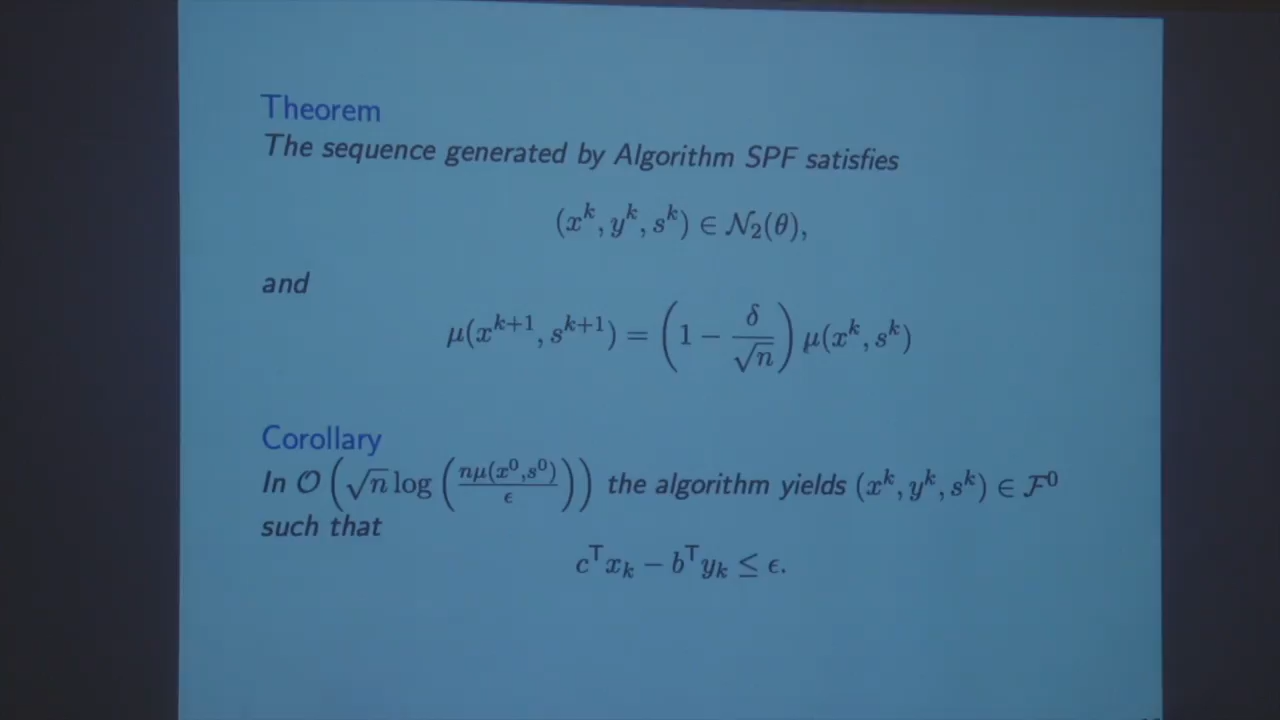 Theorem
The sequence generated by Algorithm SPF satisfies
(x^k, y^k, s^k) ∈ 𝒩₂(θ),
and
μ(x^{k+1}, s^{k+1}) = (1 − δ/√n) μ(x^k, s^k)
Corollary
In 𝒪(√n log(nμ(x^0,s^0)/ϵ)) the algorithm yields (x^k, y^k, s^k) ∈ ℱ^0
such that
c^T x_k − b^T y_k ≤ ϵ.